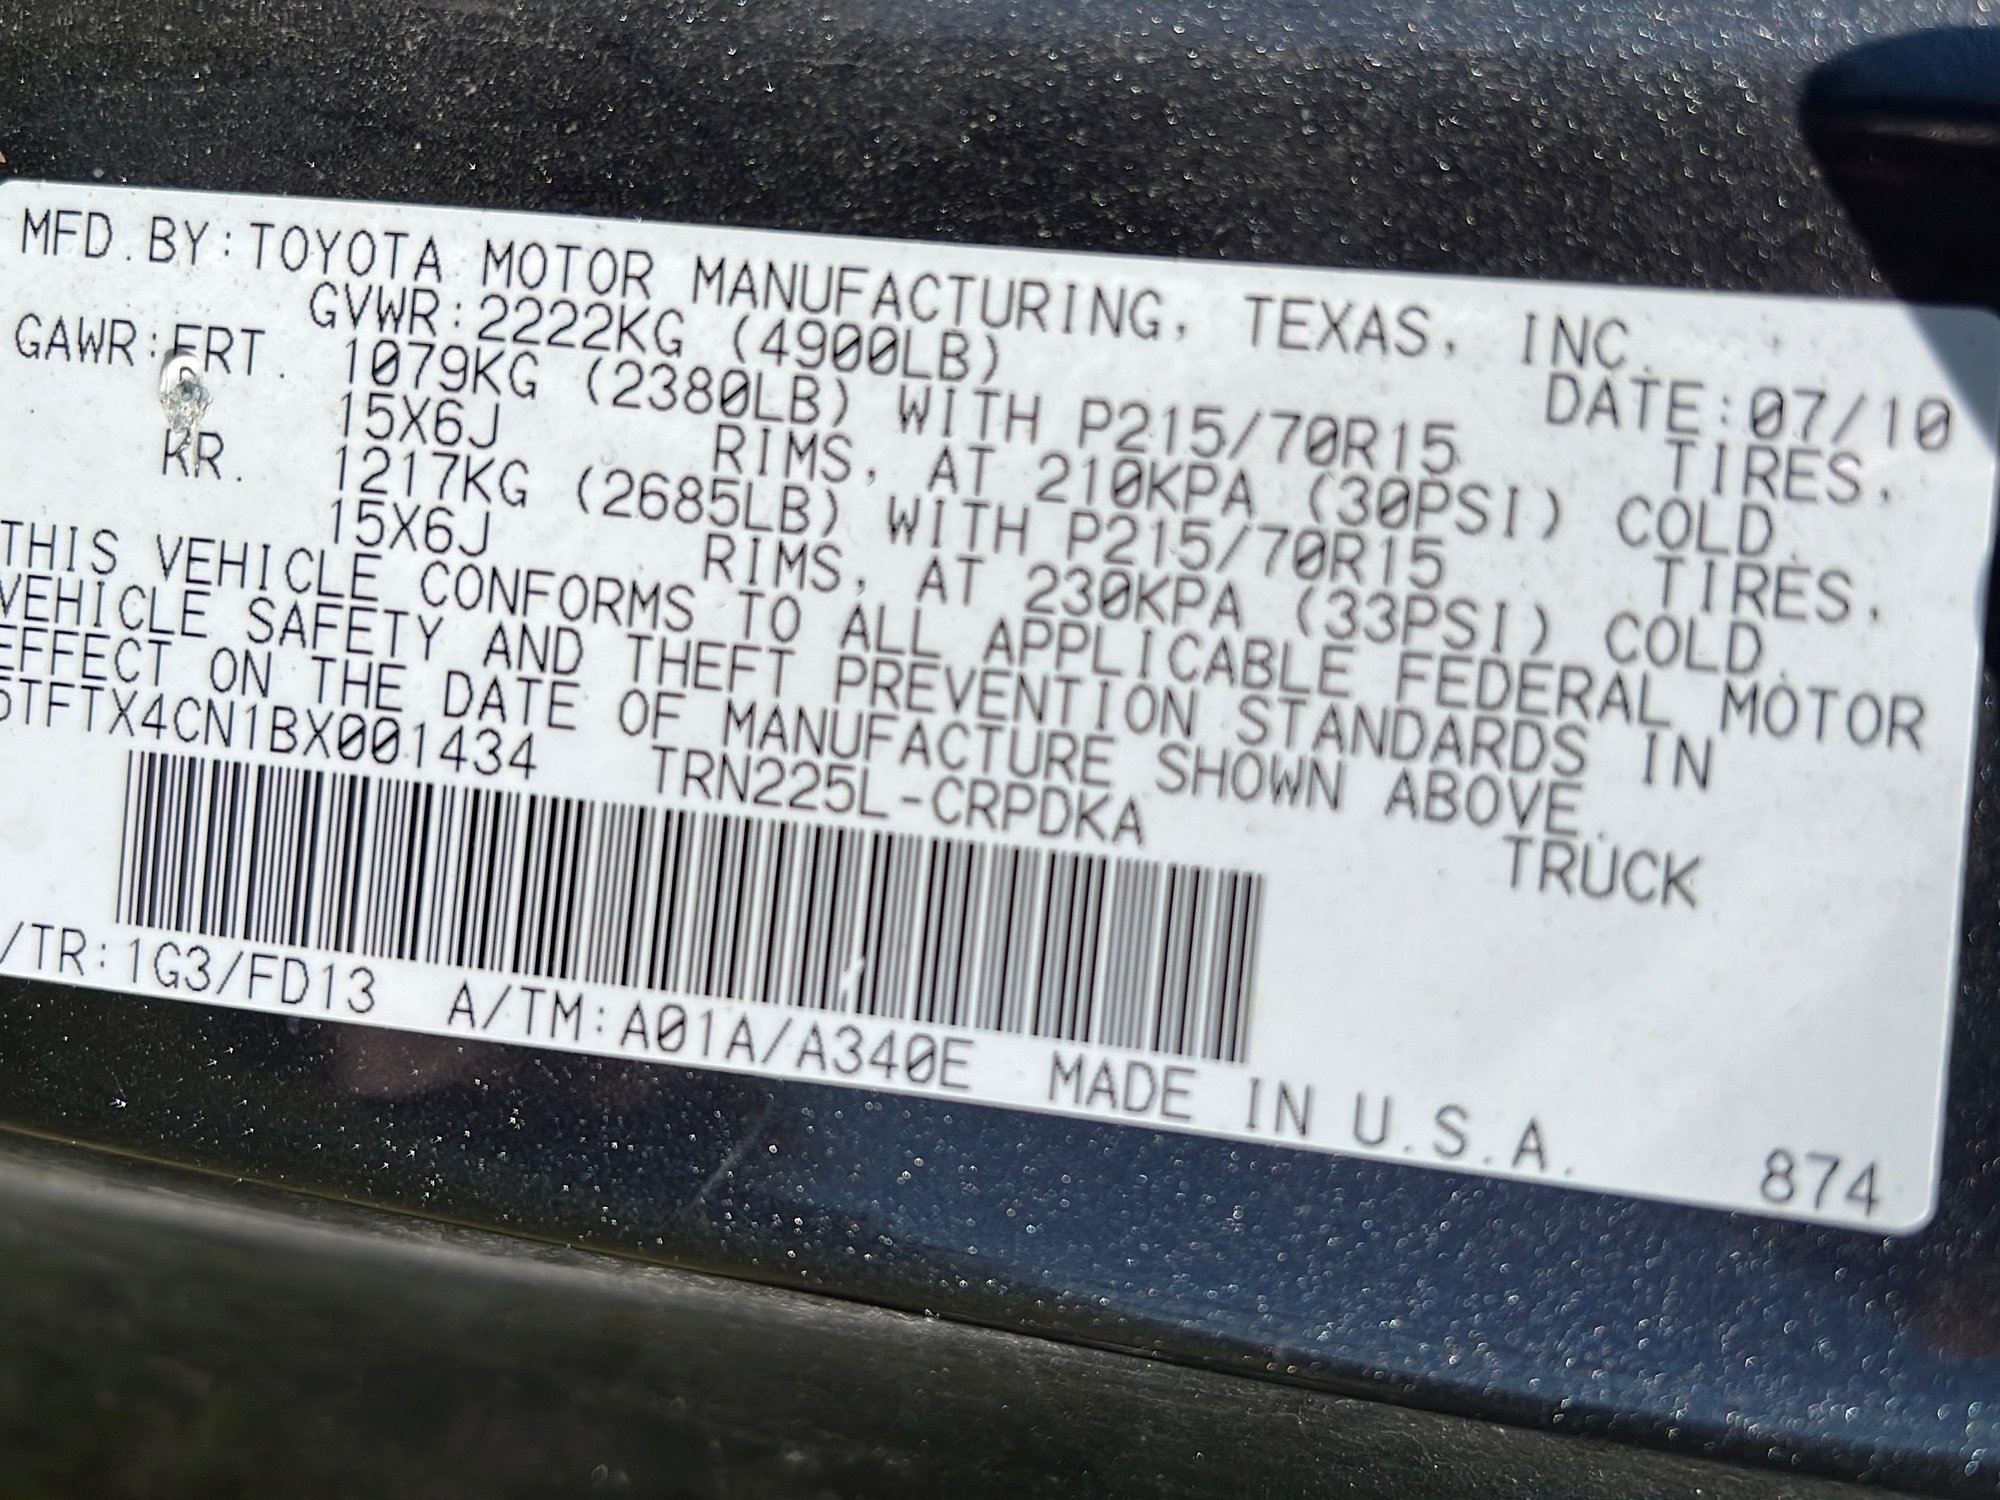 MFD. BY: TOYOTA MOTOR MANUFACTURING, TEXAS, INC.
GVWR: 2222KG (4900LB) DATE: 07/10
GAWR: FRT. 1079KG (2380LB) WITH P215/70R15 TIRES,
15X6J RIMS, AT 210KPA (30PSI) COLD.
RR. 1217KG (2685LB) WITH P215/70R15 TIRES,
15X6J RIMS, AT 230KPA (33PSI) COLD.
THIS VEHICLE CONFORMS TO ALL APPLICABLE FEDERAL MOTOR
VEHICLE SAFETY AND THEFT PREVENTION STANDARDS IN
EFFECT ON THE DATE OF MANUFACTURE SHOWN ABOVE.
5TFTX4CN1BX001434 TRN225L-CRPDKA TRUCK
/TR: 1G3/FD13 A/TM: A01A/A340E MADE IN U.S.A.
874